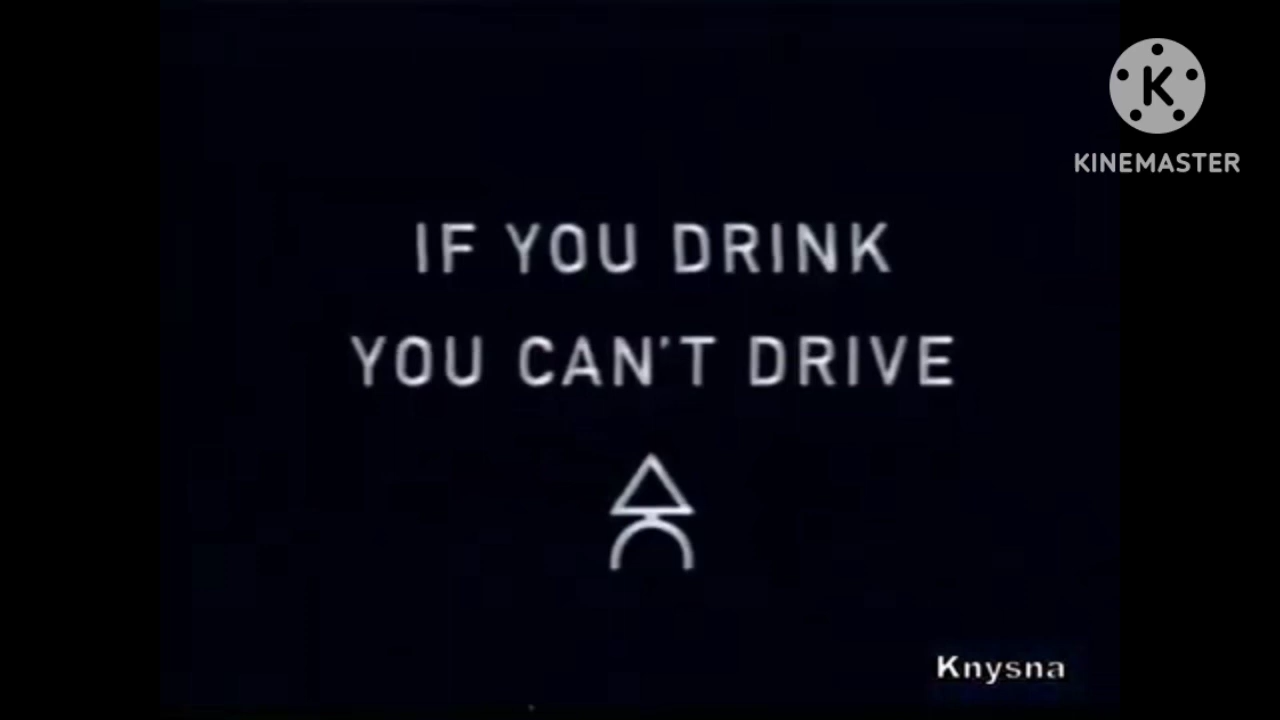 K
KINEMASTER
IF YOU DRINK
YOU CAN'T DRIVE
Knysna